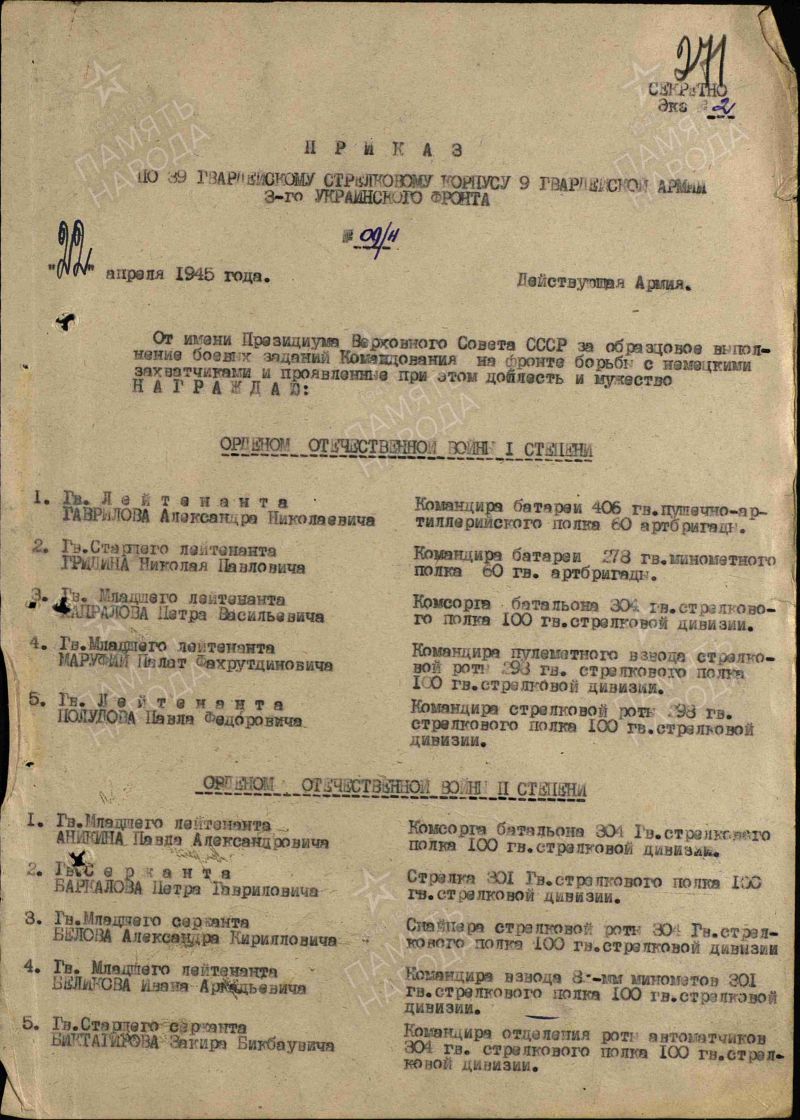 271
СЕКРЕТНО
Экз № 2
ПРИКАЗ
ПО 39 ГВАРДЕЙСКОМУ СТРЕЛКОВОМУ КОРПУСУ 9 ГВАРДЕЙСКОЙ АРМИИ
3-го УКРАИНСКОГО ФРОНТА
№ 09/н
"22" апреля 1945 года. Действующая Армия.
От имени Президиума Верховного Совета СССР за образцовое выпол-
нение боевых заданий Командования на фронте борьбы с немецкими
захватчиками и проявленные при этом доблесть и мужество
НАГРАЖДАЮ:
ОРДЕНОМ ОТЕЧЕСТВЕННОЙ ВОЙНЫ I СТЕПЕНИ
1. Гв. Лейтенанта
ГАВРИЛОВА Александра Николаевича
Командира батареи 406 гв.пушечно-ар-
тиллерийского полка 60 артбригады.
2. Гв.Старшего лейтенанта
Николая Павловича
Командира батареи 278 гв.минометного
полка 60 гв. артбригады.
3. Гв. Младшего лейтенанта
КАПРАЛОВА Петра Васильевича
Комсорга батальона 304 гв.стрелково-
го полка 100 гв.стрелковой дивизии.
4. Гв.Младшего лейтенанта
Фахрутдиновича
Командира пулеметного взвода стрелко-
вой роты 298 гв. стрелкового полка
100 гв.стрелковой дивизии.
5. Гв. Лейтенанта
Павла Федоровича
Командира стрелковой роты 298 гв.
стрелкового полка 100 гв.стрелковой
дивизии.
ОРДЕНОМ ОТЕЧЕСТВЕННОЙ ВОЙНЫ II СТЕПЕНИ
1. Гв.Младшего лейтенанта
АНИКИНА Павла Александровича
Комсорга батальона 304 Гв.стрелкового
полка 100 гв.стрелковой дивизии.
2. Гв. Сержанта
БАРКАЛОВА Петра Гавриловича
Стрелка 301 Гв.стрелкового полка 100
гв.стрелковой дивизии.
3. Гв.Младшего сержанта
БЕЛОВА Александра Кирилловича
Снайпера стрелковой роты 304 Гв.стрел-
кового полка 100 гв.стрелковой дивизии
4. Гв. Младшего лейтенанта
БЕЛИКОВА Ивана Аркадьевича
Командира взвода минометов 301
гв.стрелкового полка 100 гв.стрелковой
дивизии.
5. Гв.Старшего сержанта
БИКТАГИРОВА Закира Бикбаувича
Командира отделения роты автоматчиков
304 гв. стрелкового полка 100 гв.стрел-
ковой дивизии.
ПАМЯТЬ
НАРОДА